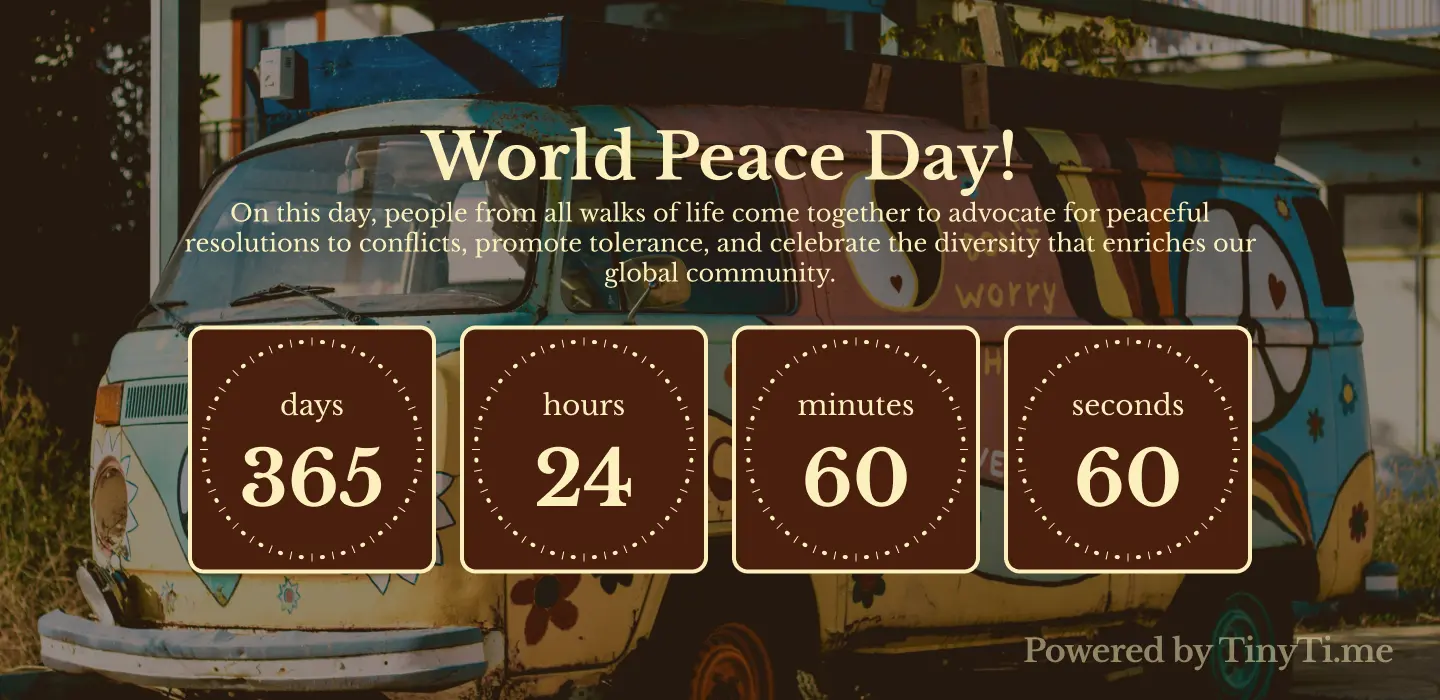 World Peace Day!
On this day, people from all walks of life come together to advocate for peaceful
resolutions to conflicts, promote tolerance, and celebrate the diversity that enriches our
global community.
DON'T
worry
H
VE
days
hours
minutes
seconds
365
24
60
60
Powered by TinyTi.me